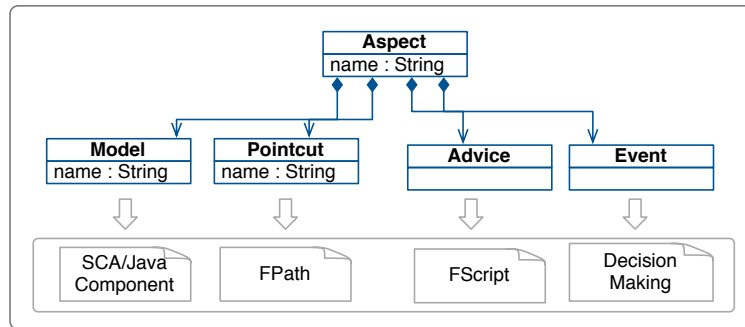 Aspect
name : String
Model
name : String
Pointcut
name : String
Advice
Event
SCA/Java
Component
FPath
FScript
Decision
Making